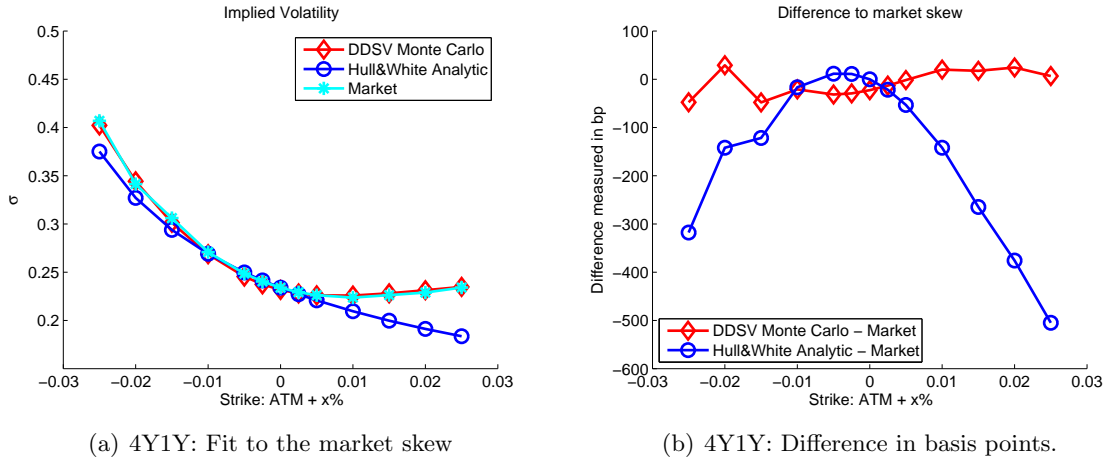 Implied Volatility
0.5
0.45
0.4
0.35
0.3
0.25
0.2
σ
−0.03 −0.02 −0.01 0 0.01 0.02 0.03
Strike: ATM + x%
DDSV Monte Carlo
Hull&White Analytic
Market
(a) 4Y1Y: Fit to the market skew
Difference to market skew
100
0
−100
−200
−300
−400
−500
−600
Difference measured in bp
−0.03 −0.02 −0.01 0 0.01 0.02 0.03
Strike: ATM + x%
DDSV Monte Carlo − Market
Hull&White Analytic − Market
(b) 4Y1Y: Difference in basis points.